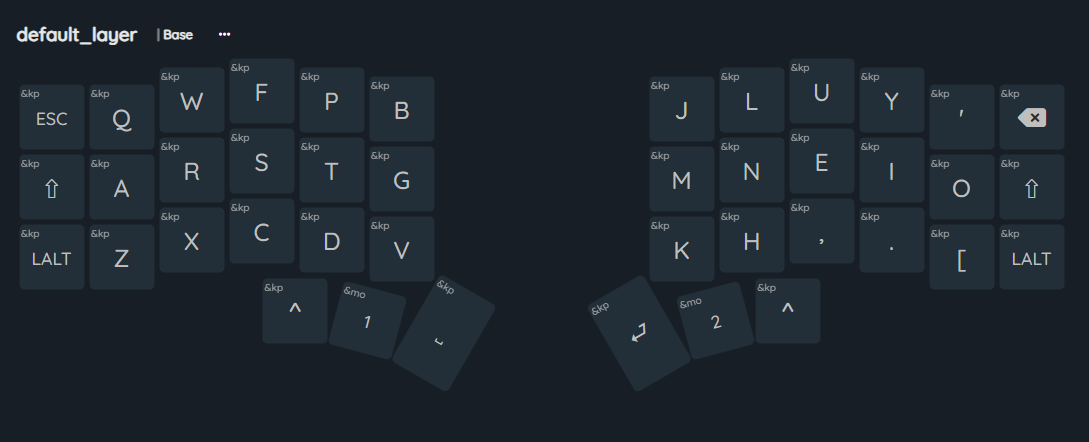 default_layer | Base ...
&kp ESC &kp Q &kp W &kp F &kp P &kp B &kp J &kp L &kp U &kp Y &kp ' &kp ⌫
&kp ⇧ &kp A &kp R &kp S &kp T &kp G &kp M &kp N &kp E &kp I &kp O &kp ⇧
&kp LALT &kp Z &kp X &kp C &kp D &kp V &kp K &kp H &kp , &kp . &kp [ &kp LALT
&kp ^ &mo 1 &kp ⎵ &kp ⏎ &mo 2 &kp ^